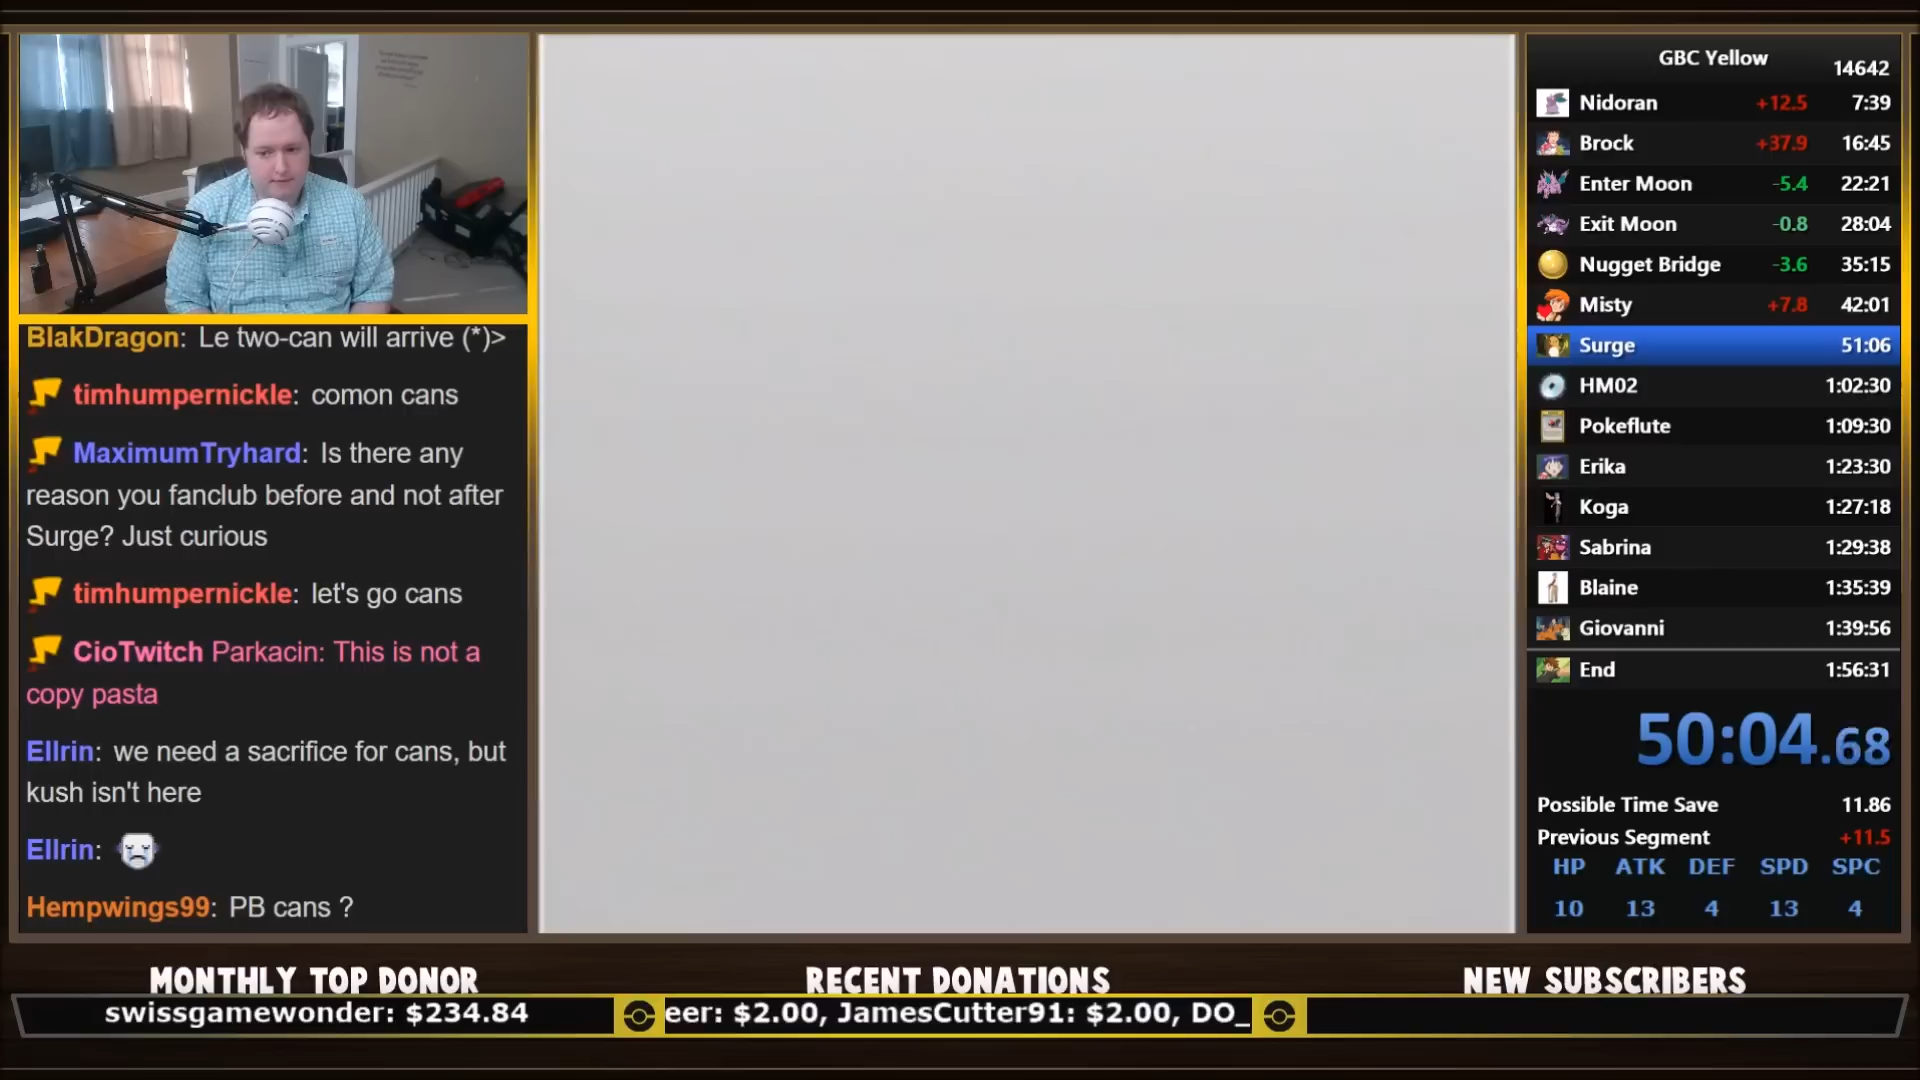 BlakDragon: Le two-can will arrive (*)>
timhumpernickle: comon cans
MaximumTryhard: Is there any
reason you fanclub before and not after
Surge? Just curious
timhumpernickle: let's go cans
CioTwitch Parkacin: This is not a
copy pasta
Ellrin: we need a sacrifice for cans, but
kush isn't here
Ellrin:
Hempwings99: PB cans ?
GBC Yellow 14642
Nidoran +12.5 7:39
Brock +37.9 16:45
Enter Moon -5.4 22:21
Exit Moon -0.8 28:04
Nugget Bridge -3.6 35:15
Misty +7.8 42:01
Surge 51:06
HM02 1:02:30
Pokeflute 1:09:30
Erika 1:23:30
Koga 1:27:18
Sabrina 1:29:38
Blaine 1:35:39
Giovanni 1:39:56
End 1:56:31
50:04.68
Possible Time Save 11.86
Previous Segment +11.5
HP ATK DEF SPD SPC
10 13 4 13 4
MONTHLY TOP DONOR RECENT DONATIONS NEW SUBSCRIBERS
swissgamewonder: $234.84 eer: $2.00, JamesCutter91: $2.00, DO_